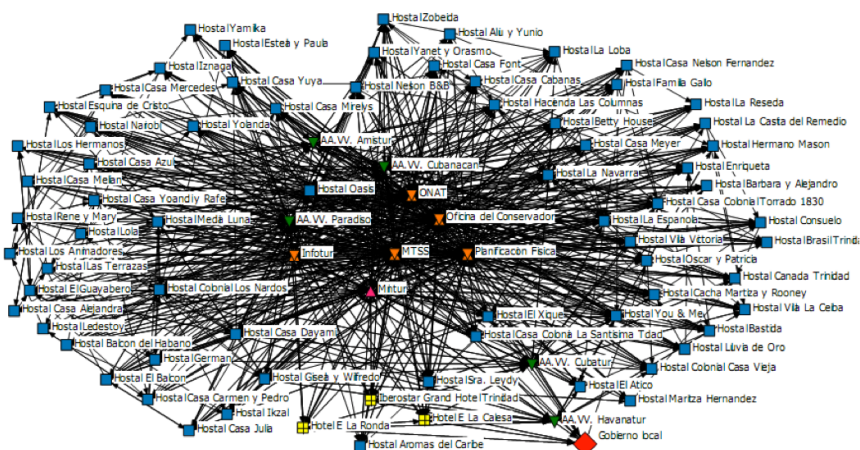 Hostal Zobeida
Hostal Yamika
Hostal Aliu y Yunio
Hostal Estela y Paula
Hostal Yanet y Orasmo
Hostal La Loba
Hostal Iznaga
Hostal Casa Font
Hostal Casa Nelson Fernandez
Hostal Casa Yuya
Hostal Casa Cabanas
Hostal Familia Gallo
Hostal Casa Mercedes
Hostal Nelson B&B
Hostal Esquina de Cristo
Hostal Casa Mirelys
Hostal Hacienda Las Columnas
Hostal La Reseda
Hostal Narobi
Hostal Yolanda
Hostal Betty House
Hostal La Casita del Remedio
Hostal Los Hermanos
AA.VV. Amistur
Hostal Casa Meyer
Hostal Hermano Mason
Hostal Casa Azul
AA.VV. Cubanacan
Hostal La Navarra
Hostal Enriqueta
Hostal Casa Melian
Hostal Oasis
ONAT
Hostal Barbara y Alejandro
Hostal Casa Yoandi y Rafe
Hostal Casa Colonial Torrado 1830
Hostal Rene y Mary
Hostal Media Luna
AA.VV. Paradiso
Oficina del Conservador
Hostal La Espanola
Hostal Consuelo
Hostal Lola
Hostal Villa Victoria
Hostal Brasil Trinida
Hostal Los Animadores
Infotur
MTSS
Planificacion Fisica
Hostal Oscar y Patricia
Hostal Las Terrazas
Hostal Canada Trinidad
Hostal El Guayabero
Hostal Colonial Los Nardos
Mintur
Hostal Cacha Maritza y Rooney
Hostal Casa Alejandra
Hostal El Xique
Hostal You & Me
Hostal Villa La Ceiba
Hostal Ledestoy
Hostal Casa Dayami
Hostal Casa Colonial La Santisima Tdad
Hostal Bastida
Hostal Balcon del Habano
Hostal Lluvia de Oro
Hostal German
AA.VV. Cubatur
Hostal Colonial Casa Vieja
Hostal El Balcon
Hostal Gisela y Wilfredo
Hostal Sra. Leydy
Hostal El Atico
Hostal Casa Carmen y Pedro
Iberostar Grand Hotel Trinidad
Hostal Maritza Hernandez
Hostal Ikzal
Hotel E La Ronda
Hotel E La Calesa
AA.VV. Havanatur
Hostal Casa Julia
Hostal Aromas del Caribe
Gobierno local